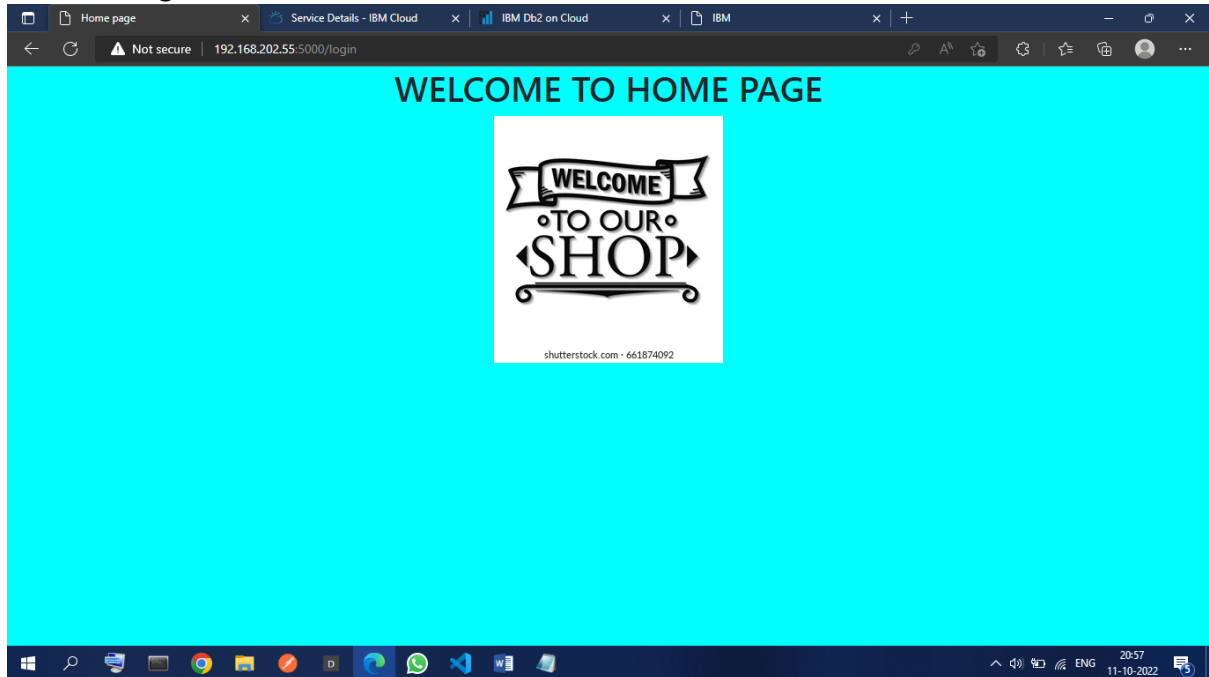 Home page
Service Details - IBM Cloud
IBM Db2 on Cloud
IBM
Not secure
192.168.202.55:5000/login
WELCOME TO HOME PAGE
WELCOME
TO OUR
SHOP
shutterstock.com · 661874092
ENG
20:57
11-10-2022
5